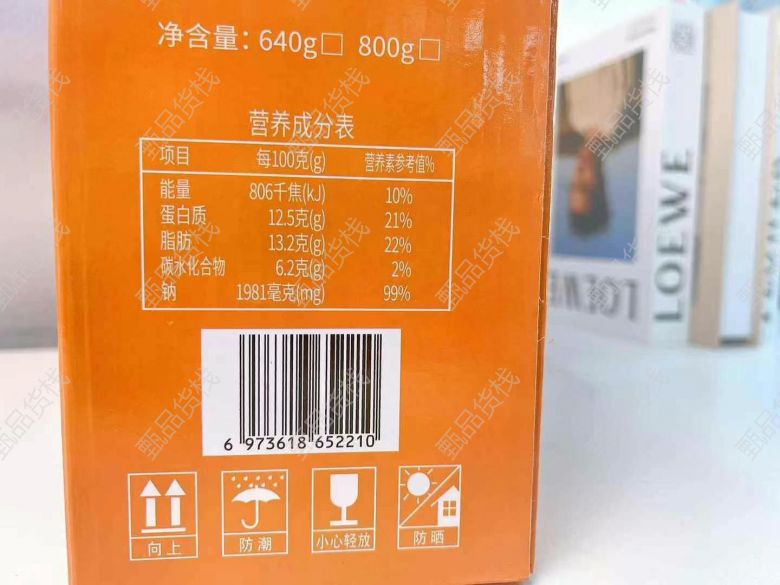 净含量：640g□ 800g□
营养成分表
项目 每100克(g) 营养素参考值%
能量 806千焦(kJ) 10%
蛋白质 12.5克(g) 21%
脂肪 13.2克(g) 22%
碳水化合物 6.2克(g) 2%
钠 1981毫克(mg) 99%
6 973618 652210
向上 防潮 小心轻放 防晒
LOEWE
LOEWE
甄品货栈